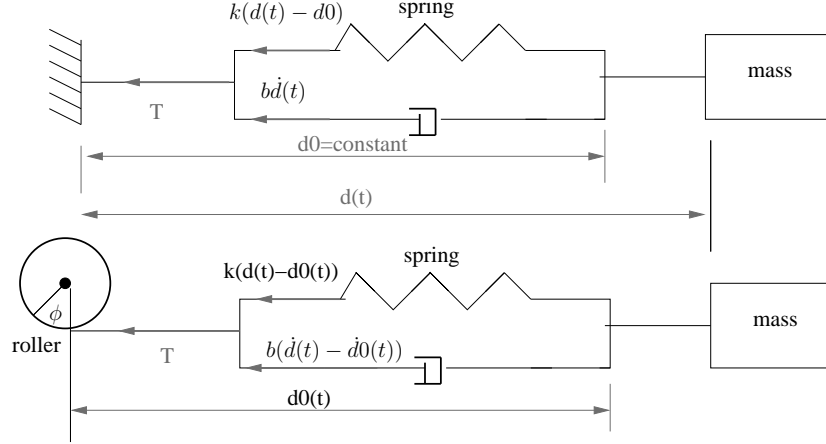 spring
k(d(t) − d0)
mass
bḋ(t)
T
d0=constant
d(t)
spring
k(d(t)−d0(t))
mass
ϕ
roller
T
b(ḋ(t) − ḋ0(t))
d0(t)